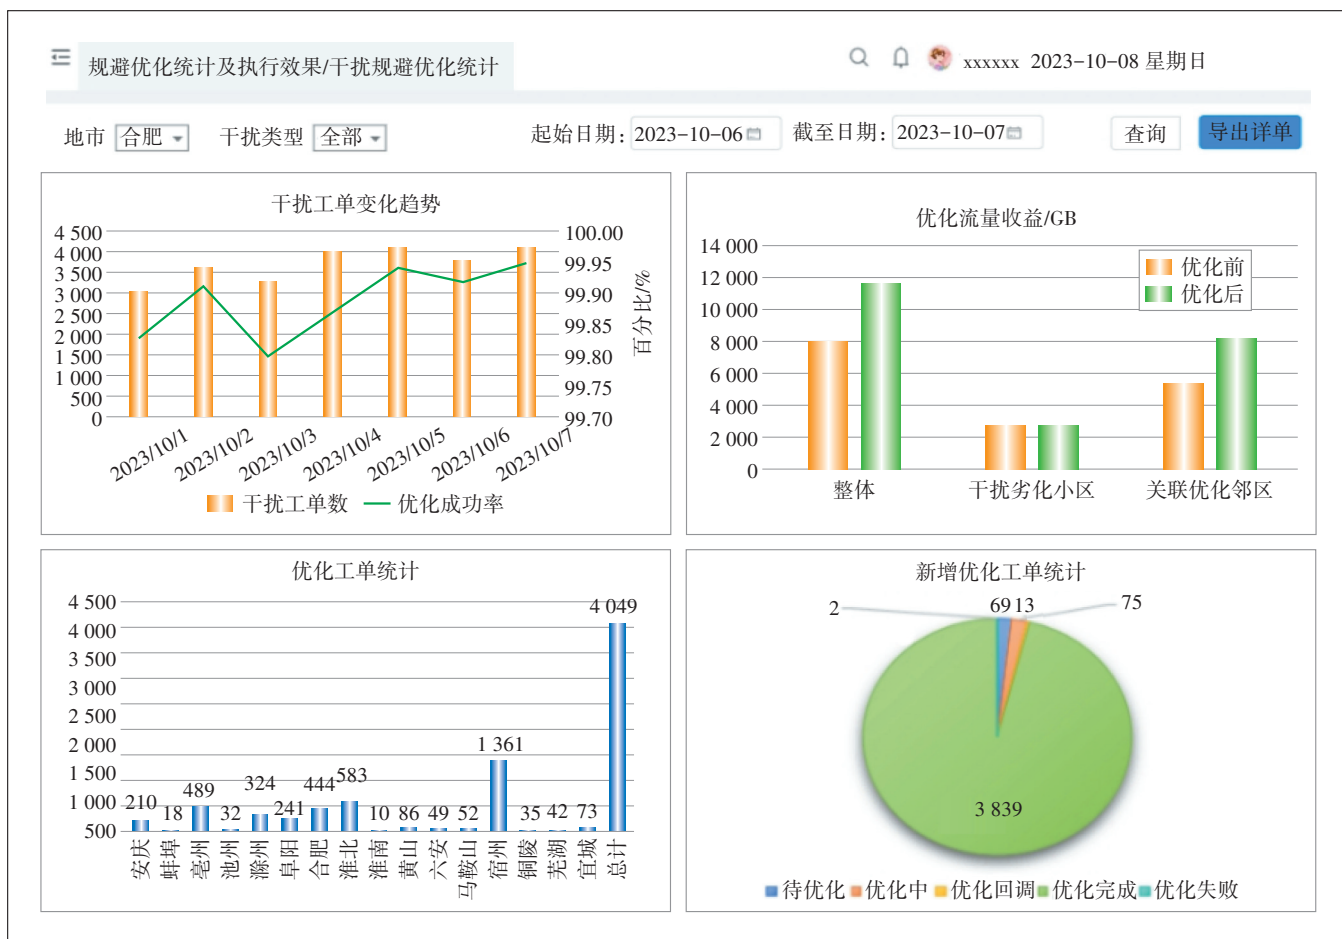 规避优化统计及执行效果/干扰规避优化统计
xxxxxx 2023-10-08 星期日
地市 合肥 干扰类型 全部 起始日期: 2023-10-06 截至日期: 2023-10-07 查询 导出详单
干扰工单变化趋势
4 500
4 000
3 500
3 000
2 500
2 000
1 500
1 000
500
0
100.00
99.95
99.90
99.85
99.80
99.75
99.70
百分比/%
2023/10/1
2023/10/2
2023/10/3
2023/10/4
2023/10/5
2023/10/6
2023/10/7
干扰工单数 优化成功率
优化流量收益/GB
14 000
12 000
10 000
8 000
6 000
4 000
2 000
0
优化前
优化后
整体 干扰劣化小区 关联优化邻区
优化工单统计
4 500
4 000
3 500
3 000
2 500
2 000
1 500
1 000
500
210 18 489 32 324 241 444 583 10 86 49 52 1 361 35 42 73 4 049
安庆
蚌埠
亳州
池州
滁州
阜阳
合肥
淮北
淮南
黄山
六安
马鞍山
宿州
铜陵
芜湖
宣城
总计
新增优化工单统计
2 69 13 75
3 839
待优化 优化中 优化回调 优化完成 优化失败